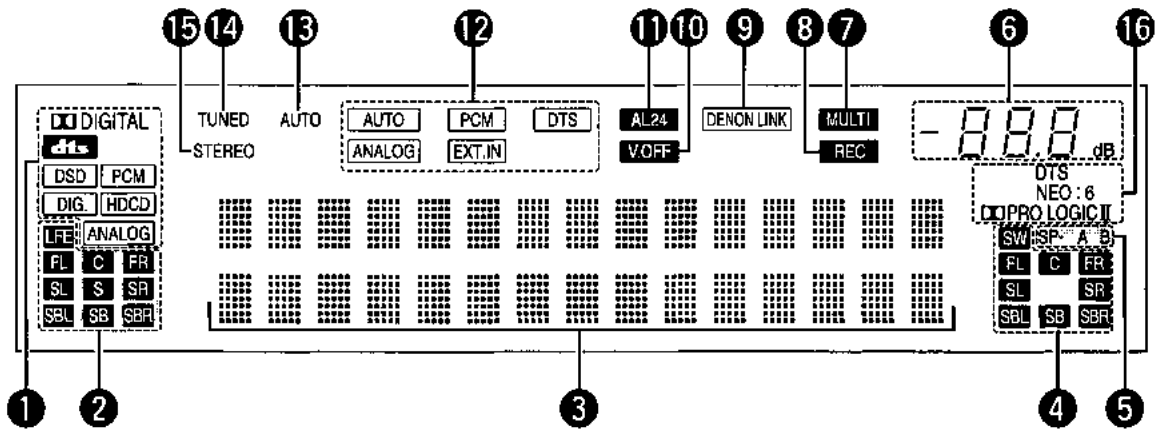 15 14 13 12 11 10 9 8 7 6 16
DIGITAL TUNED AUTO AUTO PCM DTS AL24 DENON LINK MULTI - 88.8 dB
dts STEREO ANALOG EXT.IN V.OFF REC
DSD PCM DTS
DIG. HDCD NEO : 6
LFE ANALOG PRO LOGIC II
SW SP A B
FL C FR FL C FR
SL S SR SL SR
SBL SB SBR SBL SB SBR
1 2 3 4 5